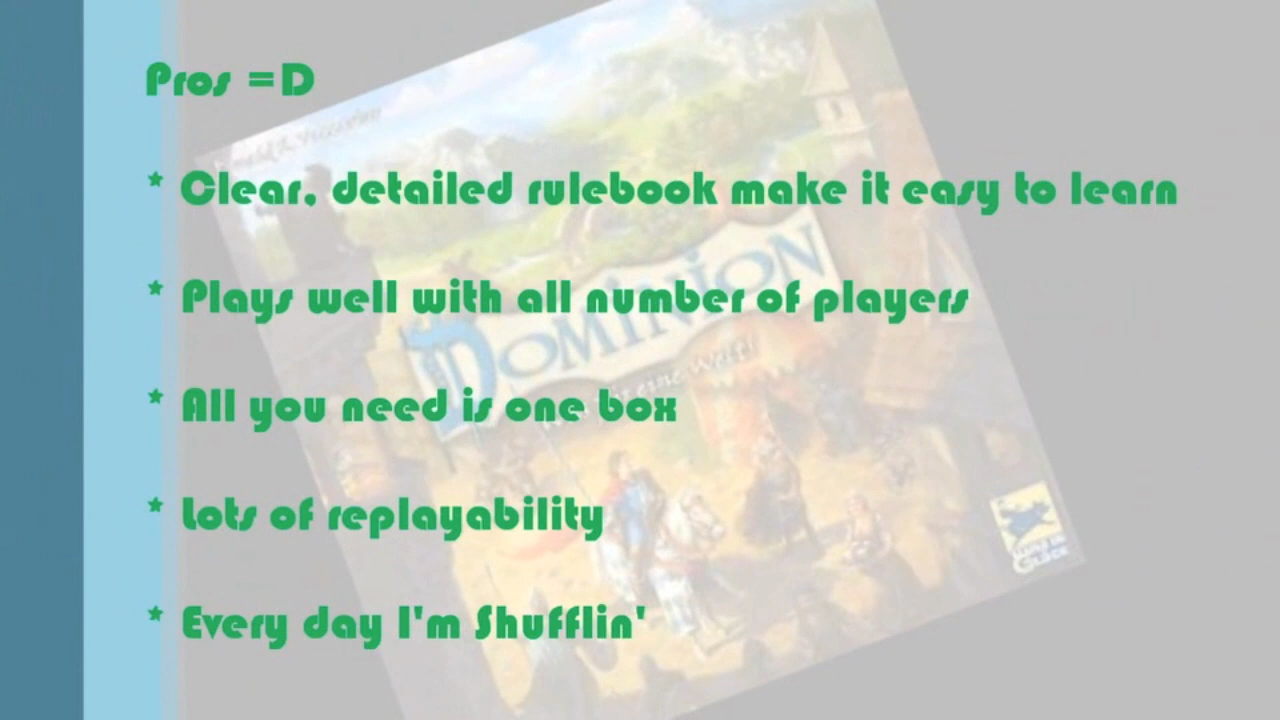 Pros =D
* Clear, detailed rulebook make it easy to learn
* Plays well with all number of players
* All you need is one box
* Lots of replayability
* Every day I'm Shufflin'
DOMINION